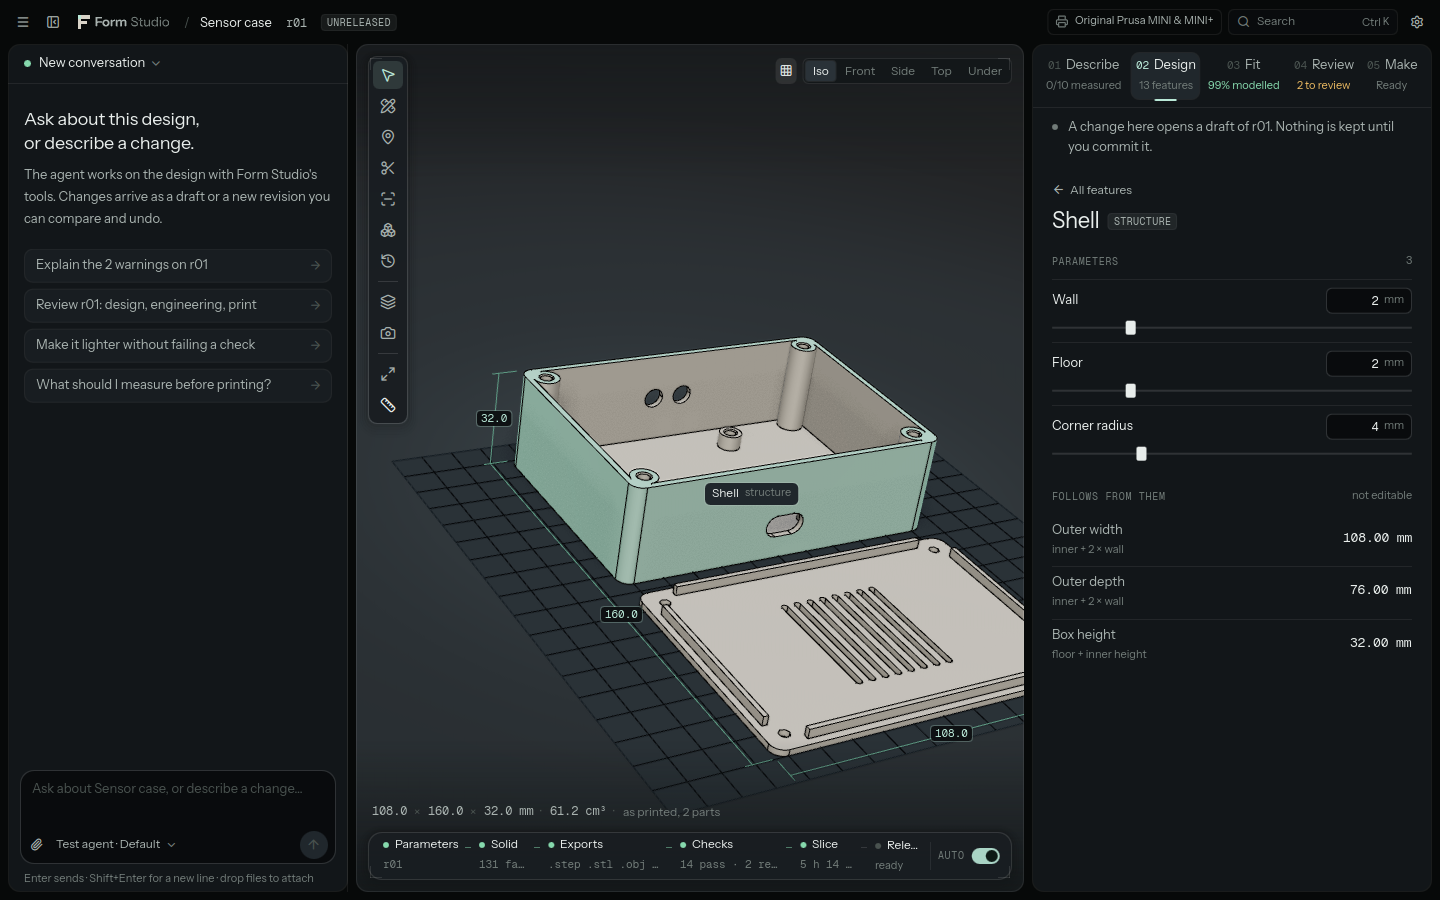 Form Studio / Sensor case r01 UNRELEASED
Original Prusa MINI & MINI+
Search Ctrl K
New conversation
Ask about this design,
or describe a change.
The agent works on the design with Form Studio's
tools. Changes arrive as a draft or a new revision you
can compare and undo.
Explain the 2 warnings on r01
Review r01: design, engineering, print
Make it lighter without failing a check
What should I measure before printing?
Ask about Sensor case, or describe a change...
Test agent · Default
Enter sends · Shift+Enter for a new line · drop files to attach
Iso Front Side Top Under
32.0
Shell structure
160.0
108.0
108.0 × 160.0 × 32.0 mm · 61.2 cm³ · as printed, 2 parts
Parameters Solid Exports Checks Slice Rele...
r01 131 fa... .step .stl .obj ... 14 pass · 2 re... 5 h 14 ... ready
AUTO
01 Describe 02 Design 03 Fit 04 Review 05 Make
0/10 measured 13 features 99% modelled 2 to review Ready
A change here opens a draft of r01. Nothing is kept until
you commit it.
All features
Shell STRUCTURE
PARAMETERS 3
Wall 2 mm
Floor 2 mm
Corner radius 4 mm
FOLLOWS FROM THEM not editable
Outer width 108.00 mm
inner + 2 × wall
Outer depth 76.00 mm
inner + 2 × wall
Box height 32.00 mm
floor + inner height